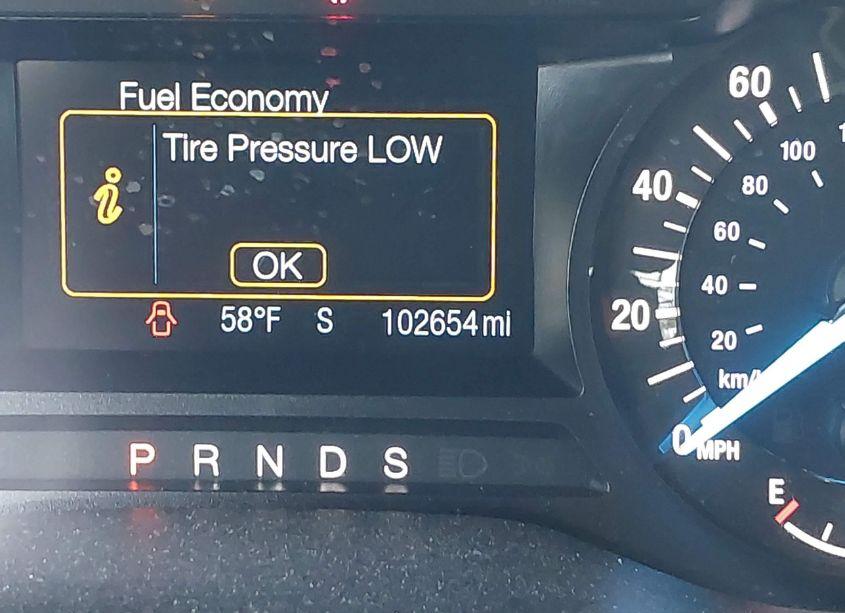 Fuel Economy
Tire Pressure LOW
i
OK
58°F S 102654 mi
P R N D S
60
40
20
0 MPH
100
80
60
40
20
km/
E